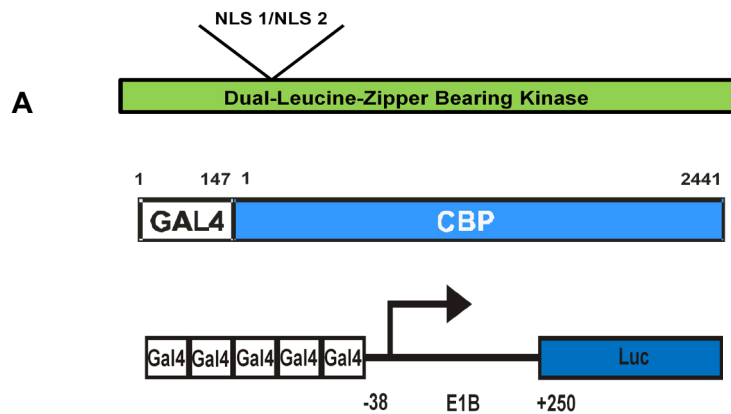 NLS 1/NLS 2
A
Dual-Leucine-Zipper Bearing Kinase
1 147 1 2441
GAL4 CBP
Gal4 Gal4 Gal4 Gal4 Gal4 Luc
-38 E1B +250